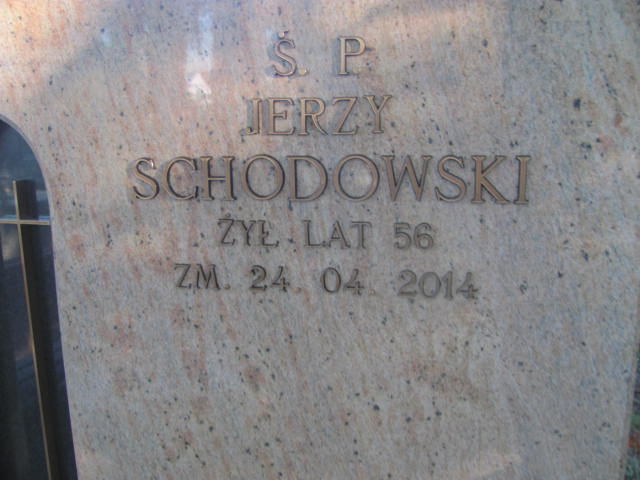 Ś. P
JERZY
SCHODOWSKI
ŻYŁ LAT 56
ZM. 24. 04. 2014